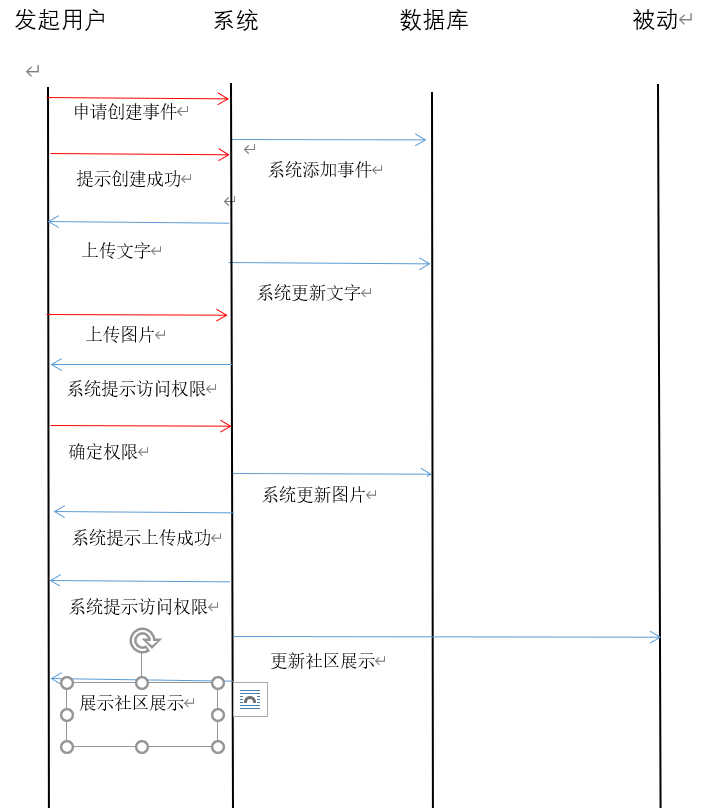 发起用户 系统 数据库 被动
申请创建事件
系统添加事件
提示创建成功
上传文字
系统更新文字
上传图片
系统提示访问权限
确定权限
系统更新图片
系统提示上传成功
系统提示访问权限
更新社区展示
展示社区展示